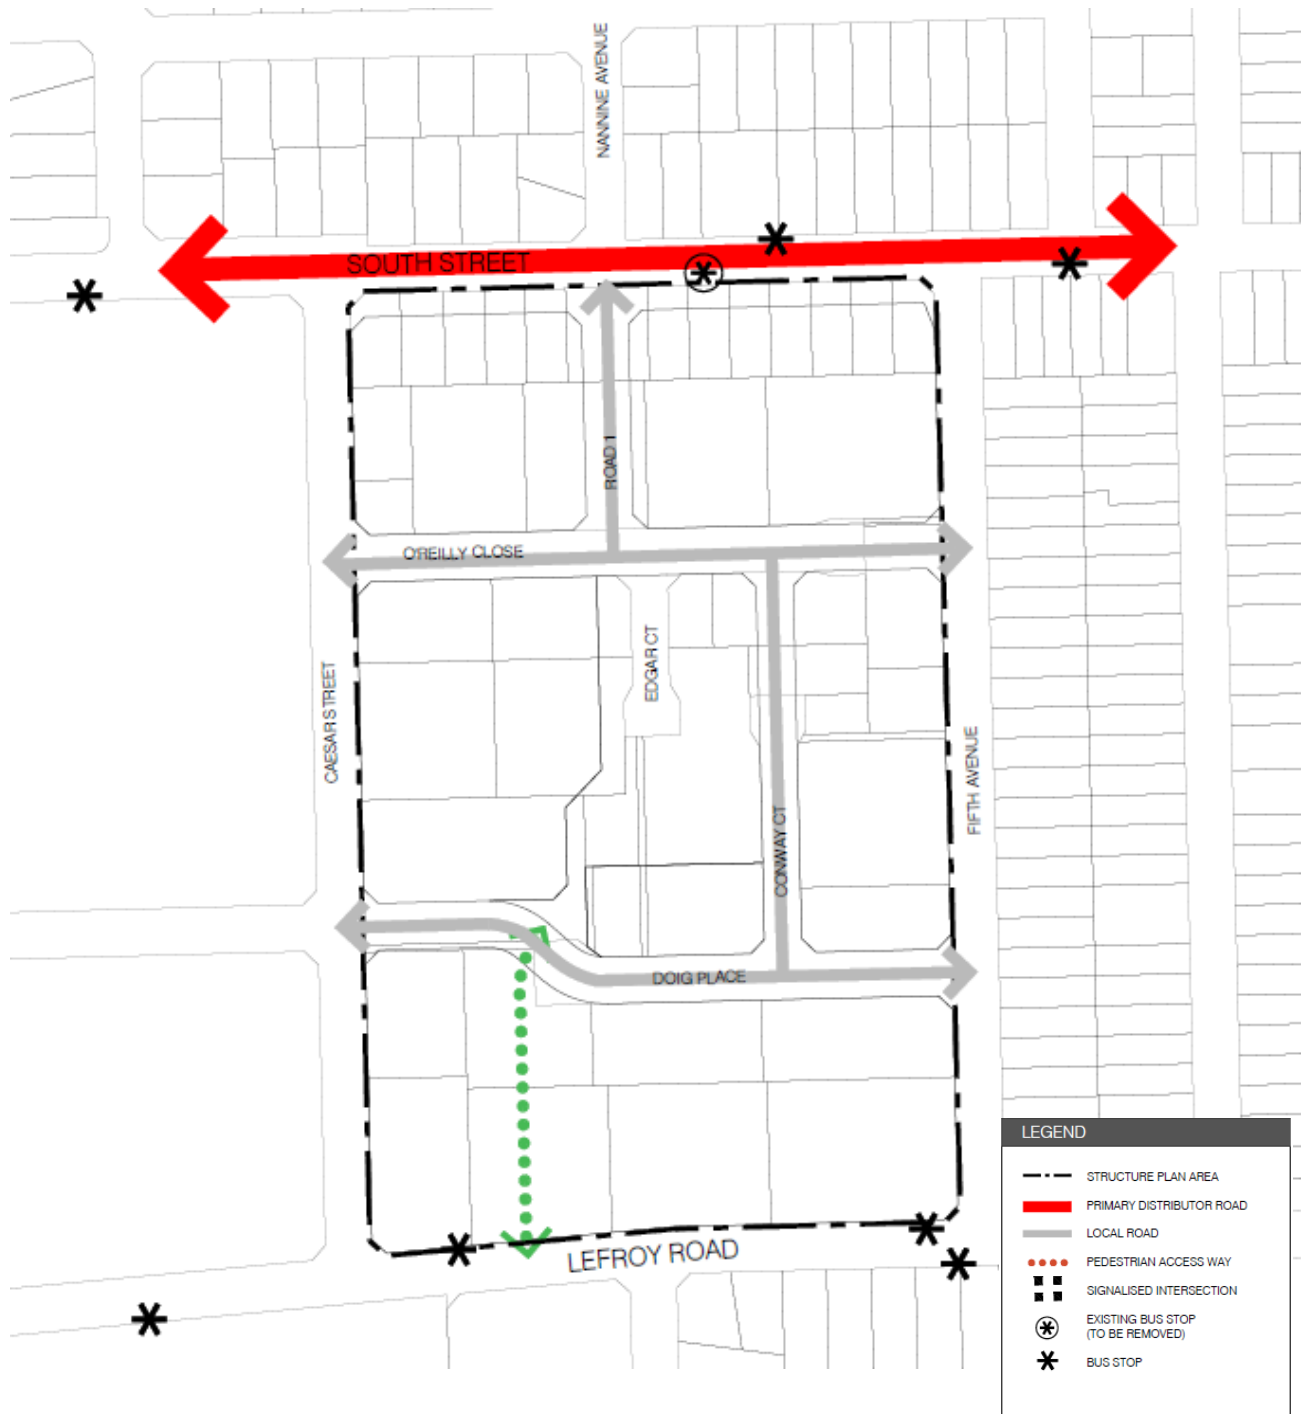 NANNINE AVENUE
SOUTH STREET
ROAD 1
O'REILLY CLOSE
EDGAR CT
CAESAR STREET
FIFTH AVENUE
CONWAY CT
DOIG PLACE
LEFROY ROAD
LEGEND
STRUCTURE PLAN AREA
PRIMARY DISTRIBUTOR ROAD
LOCAL ROAD
PEDESTRIAN ACCESS WAY
SIGNALISED INTERSECTION
EXISTING BUS STOP
(TO BE REMOVED)
BUS STOP